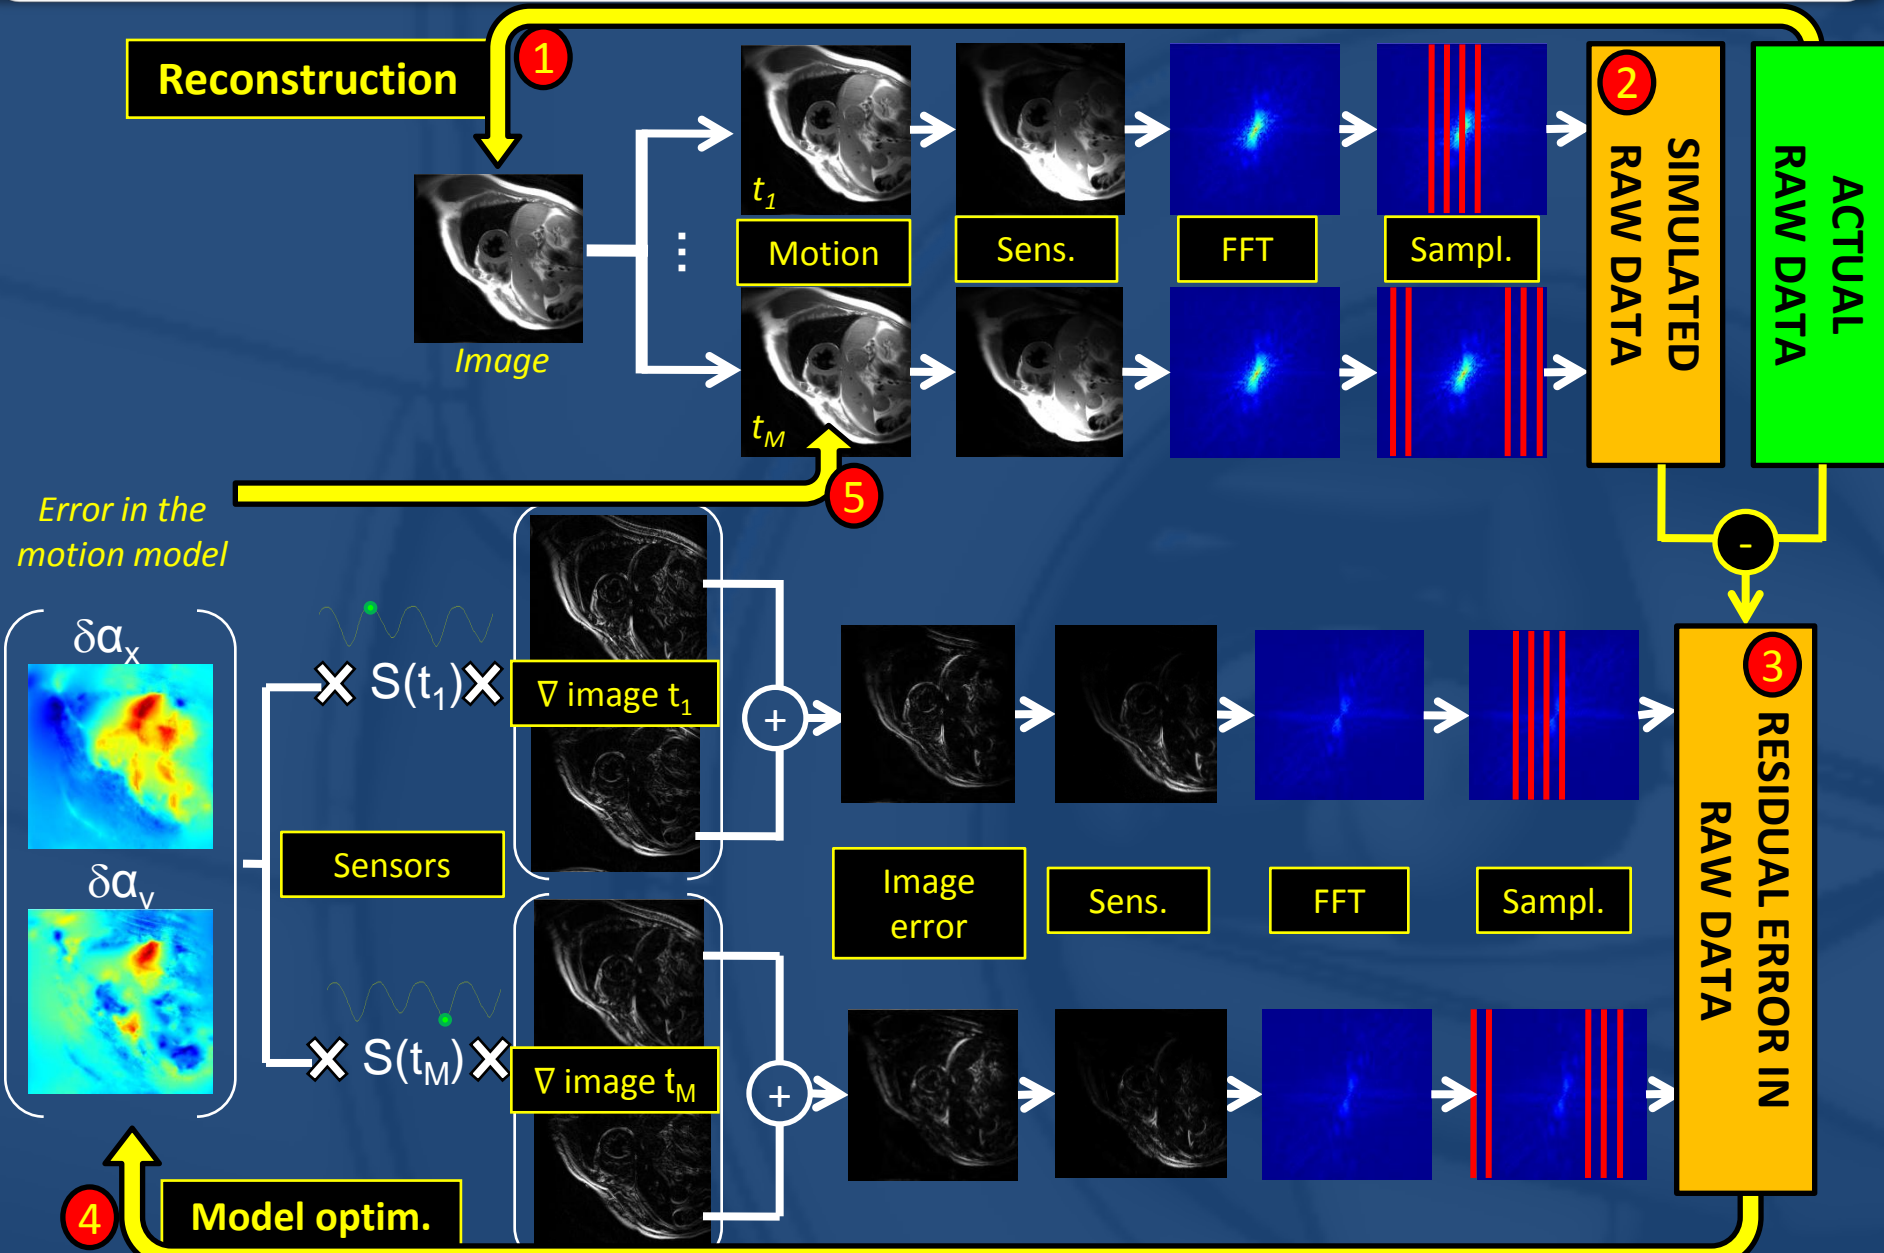 Reconstruction
1
2
SIMULATED
RAW DATA
ACTUAL
RAW DATA
t1
⋮
Motion
Sens.
FFT
Sampl.
Image
tM
5
Error in the
motion model
-
δαx
S(t1)
∇ image t1
+
3
RESIDUAL ERROR IN
RAW DATA
Sensors
δαy
Image
error
Sens.
FFT
Sampl.
S(tM)
∇ image tM
+
4
Model optim.